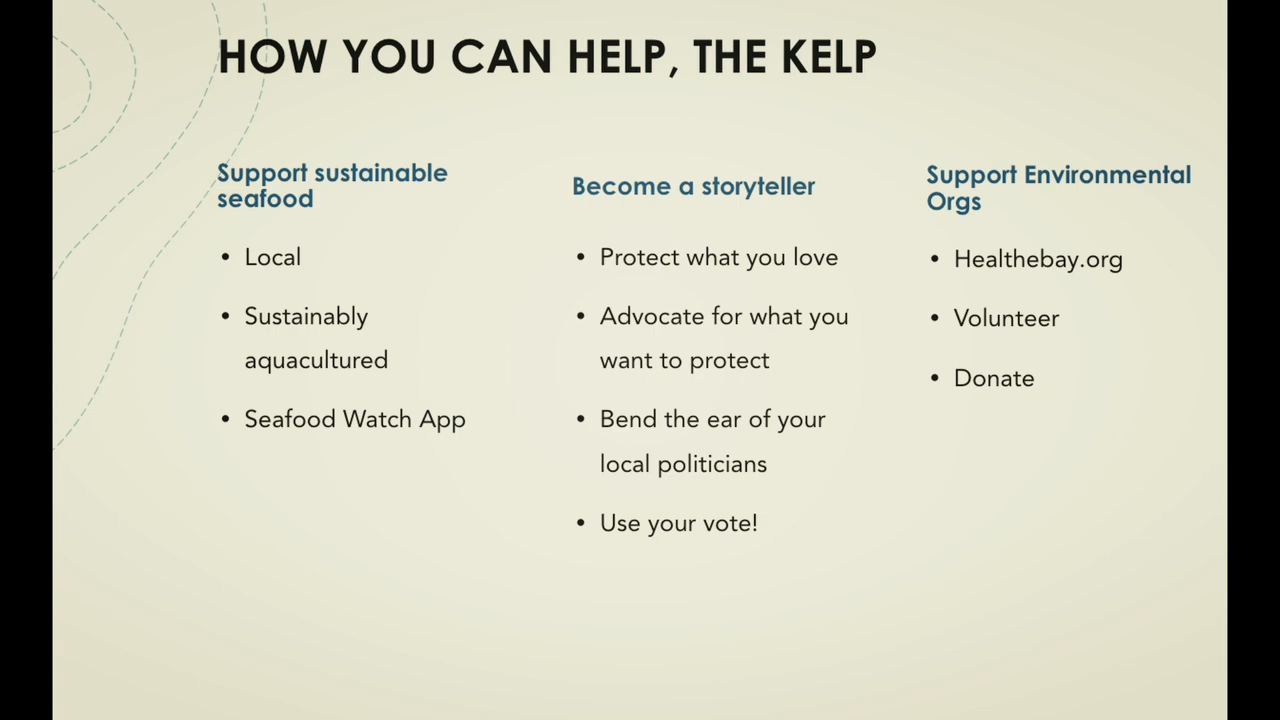 HOW YOU CAN HELP, THE KELP
Support sustainable
seafood
• Local
• Sustainably
aquacultured
• Seafood Watch App
Become a storyteller
• Protect what you love
• Advocate for what you
want to protect
• Bend the ear of your
local politicians
• Use your vote!
Support Environmental
Orgs
• Healthebay.org
• Volunteer
• Donate